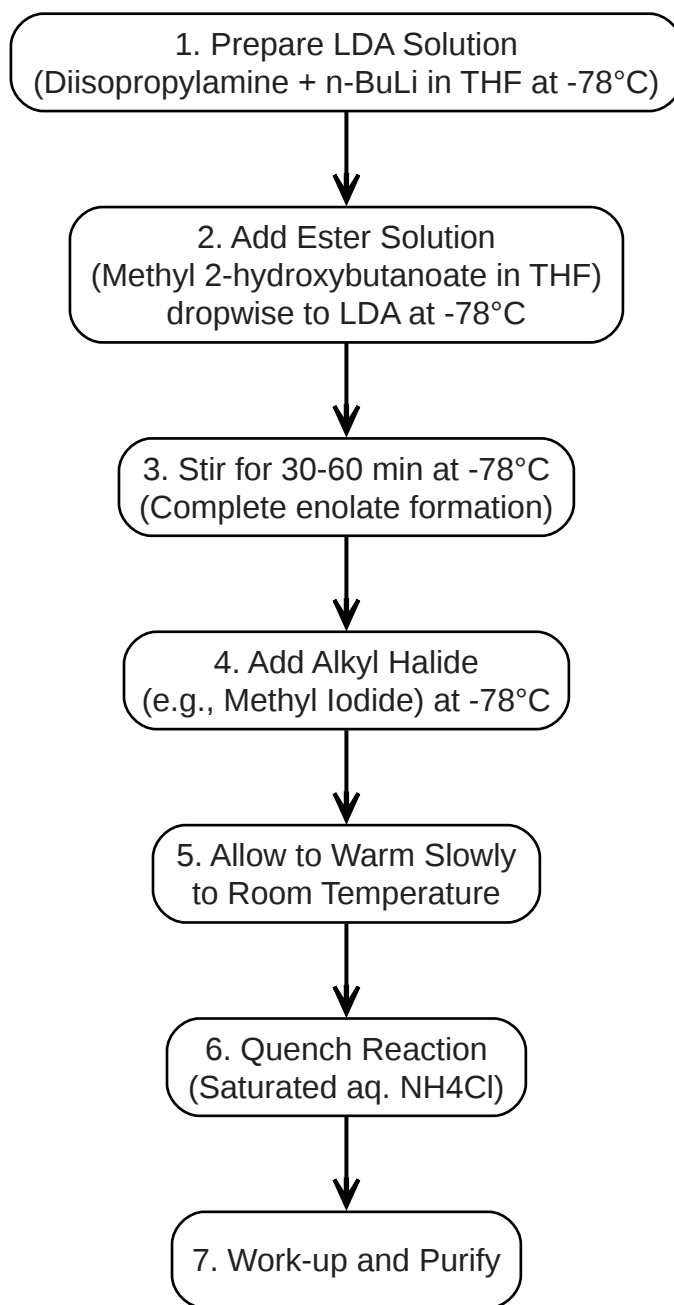 1. Prepare LDA Solution
(Diisopropylamine + n-BuLi in THF at -78°C)
2. Add Ester Solution
(Methyl 2-hydroxybutanoate in THF)
dropwise to LDA at -78°C
3. Stir for 30-60 min at -78°C
(Complete enolate formation)
4. Add Alkyl Halide
(e.g., Methyl Iodide) at -78°C
5. Allow to Warm Slowly
to Room Temperature
6. Quench Reaction
(Saturated aq. NH4Cl)
7. Work-up and Purify